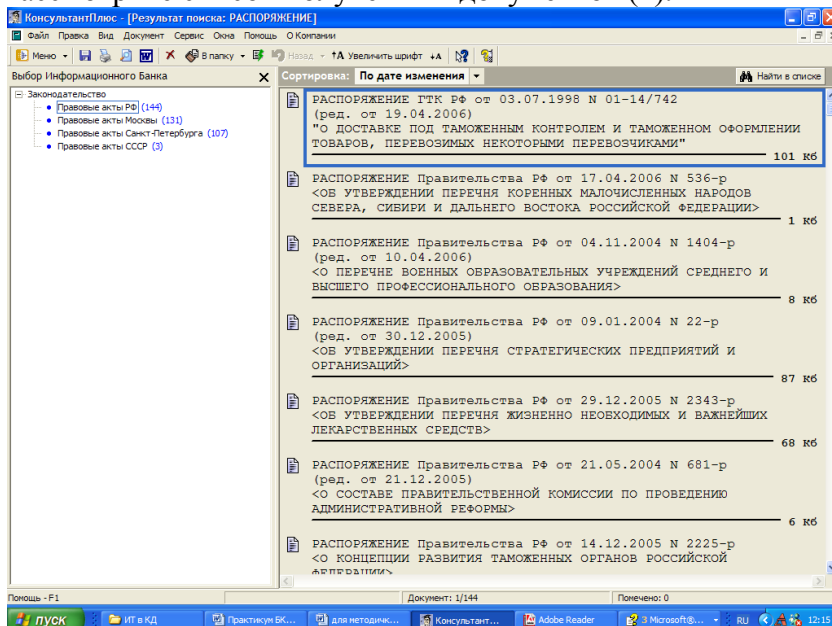 КонсультантПлюс - [Результат поиска: РАСПОРЯЖЕНИЕ]
Файл Правка Вид Документ Сервис Окна Помощь О Компании
Меню В папку Назад Увеличить шрифт
Выбор Информационного Банка X Сортировка: По дате изменения Найти в списке
Законодательство
Правовые акты РФ (144)
Правовые акты Москвы (131)
Правовые акты Санкт-Петербурга (107)
Правовые акты СССР (3)
РАСПОРЯЖЕНИЕ ГТК РФ от 03.07.1998 N 01-14/742
(ред. от 19.04.2006)
"О ДОСТАВКЕ ПОД ТАМОЖЕННЫМ КОНТРОЛЕМ И ТАМОЖЕННОМ ОФОРМЛЕНИИ
ТОВАРОВ, ПЕРЕВОЗИМЫХ НЕКОТОРЫМИ ПЕРЕВОЗЧИКАМИ"
101 Кб
РАСПОРЯЖЕНИЕ Правительства РФ от 17.04.2006 N 536-р
<ОБ УТВЕРЖДЕНИИ ПЕРЕЧНЯ КОРЕННЫХ МАЛОЧИСЛЕННЫХ НАРОДОВ
СЕВЕРА, СИБИРИ И ДАЛЬНЕГО ВОСТОКА РОССИЙСКОЙ ФЕДЕРАЦИИ>
1 Кб
РАСПОРЯЖЕНИЕ Правительства РФ от 04.11.2004 N 1404-р
(ред. от 10.04.2006)
<О ПЕРЕЧНЕ ВОЕННЫХ ОБРАЗОВАТЕЛЬНЫХ УЧРЕЖДЕНИЙ СРЕДНЕГО И
ВЫСШЕГО ПРОФЕССИОНАЛЬНОГО ОБРАЗОВАНИЯ>
8 Кб
РАСПОРЯЖЕНИЕ Правительства РФ от 09.01.2004 N 22-р
(ред. от 30.12.2005)
<ОБ УТВЕРЖДЕНИИ ПЕРЕЧНЯ СТРАТЕГИЧЕСКИХ ПРЕДПРИЯТИЙ И
ОРГАНИЗАЦИЙ>
87 Кб
РАСПОРЯЖЕНИЕ Правительства РФ от 29.12.2005 N 2343-р
<ОБ УТВЕРЖДЕНИИ ПЕРЕЧНЯ ЖИЗНЕННО НЕОБХОДИМЫХ И ВАЖНЕЙШИХ
ЛЕКАРСТВЕННЫХ СРЕДСТВ>
68 Кб
РАСПОРЯЖЕНИЕ Правительства РФ от 21.05.2004 N 681-р
(ред. от 21.12.2005)
<О СОСТАВЕ ПРАВИТЕЛЬСТВЕННОЙ КОМИССИИ ПО ПРОВЕДЕНИЮ
АДМИНИСТРАТИВНОЙ РЕФОРМЫ>
6 Кб
РАСПОРЯЖЕНИЕ Правительства РФ от 14.12.2005 N 2225-р
<О КОНЦЕПЦИИ РАЗВИТИЯ ТАМОЖЕННЫХ ОРГАНОВ РОССИЙСКОЙ
ФЕДЕРАЦИИ>
Помощь - F1 Документ: 1/144 Помечено: 0
пуск ИТ в КД Практикум БК... для методичк... Консультант... Adobe Reader 3 Microsoft®... RU 12:15